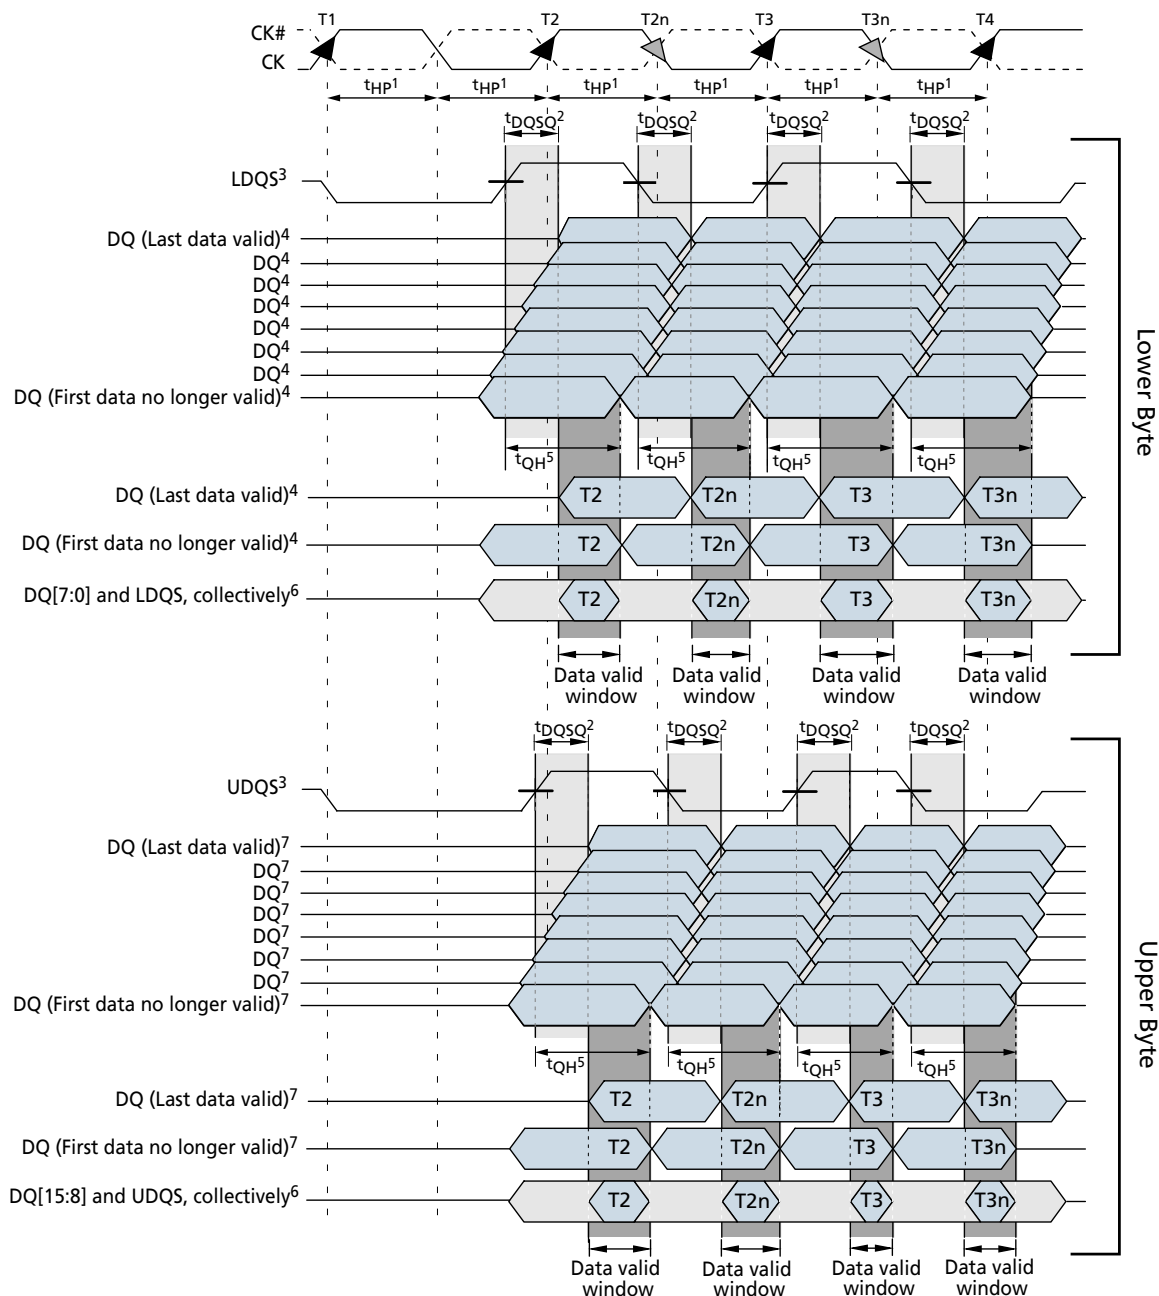 T1 T2 T2n T3 T3n T4
CK#
CK
tHP1 tHP1 tHP1 tHP1 tHP1 tHP1
tDQSQ2 tDQSQ2 tDQSQ2 tDQSQ2
LDQS3
DQ (Last data valid)4
DQ4
DQ4
DQ4
DQ4
DQ4
DQ4
DQ (First data no longer valid)4
Lower Byte
tQH5 tQH5 tQH5 tQH5
DQ (Last data valid)4 T2 T2n T3 T3n
DQ (First data no longer valid)4 T2 T2n T3 T3n
DQ[7:0] and LDQS, collectively6 T2 T2n T3 T3n
Data valid Data valid Data valid Data valid
window window window window
tDQSQ2 tDQSQ2 tDQSQ2 tDQSQ2
UDQS3
DQ (Last data valid)7
DQ7
DQ7
DQ7
DQ7
DQ7
DQ7
DQ (First data no longer valid)7
Upper Byte
tQH5 tQH5 tQH5 tQH5
DQ (Last data valid)7 T2 T2n T3 T3n
DQ (First data no longer valid)7 T2 T2n T3 T3n
DQ[15:8] and UDQS, collectively6 T2 T2n T3 T3n
Data valid Data valid Data valid Data valid
window window window window